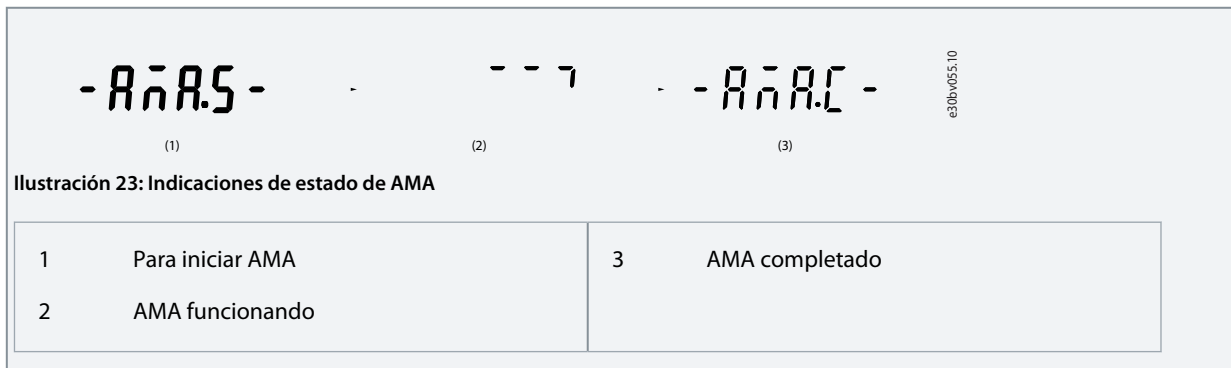 -AMA.S- - - - ┐ -AMA.C-
e30bv055.10
(1) (2) (3)
Ilustración 23: Indicaciones de estado de AMA
1 Para iniciar AMA 3 AMA completado
2 AMA funcionando